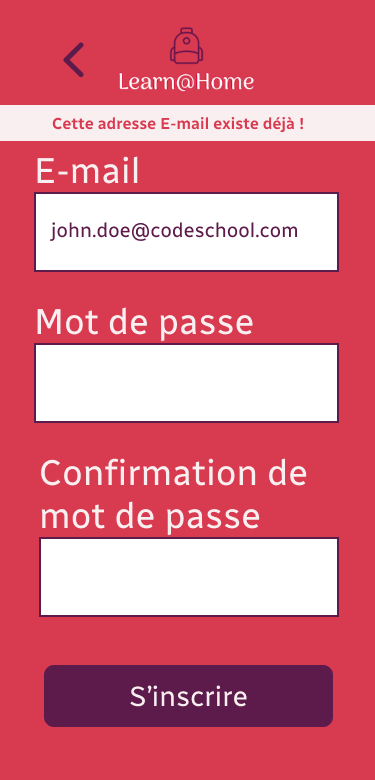 Learn@Home
Cette adresse E-mail existe déjà !
E-mail
john.doe@codeschool.com
Mot de passe
Confirmation de
mot de passe
S'inscrire